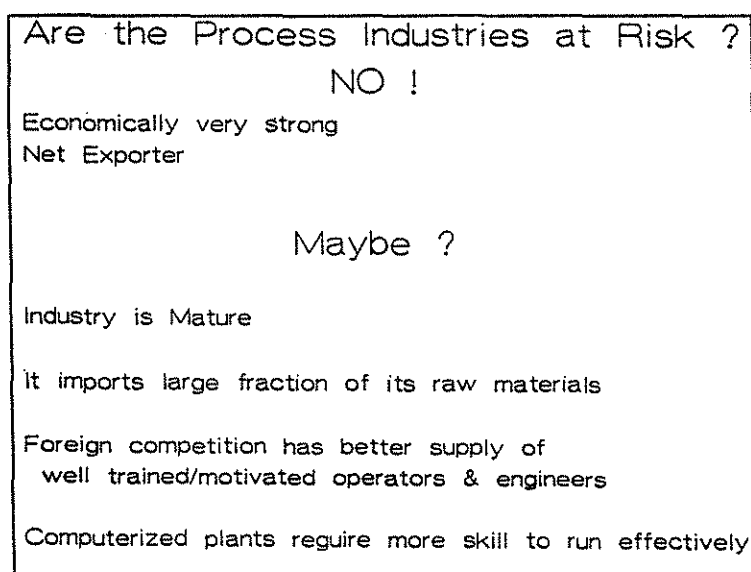 Are the Process Industries at Risk ?
NO !
Economically very strong
Net Exporter
Maybe ?
Industry is Mature
It imports large fraction of its raw materials
Foreign competition has better supply of
well trained/motivated operators & engineers
Computerized plants reguire more skill to run effectively